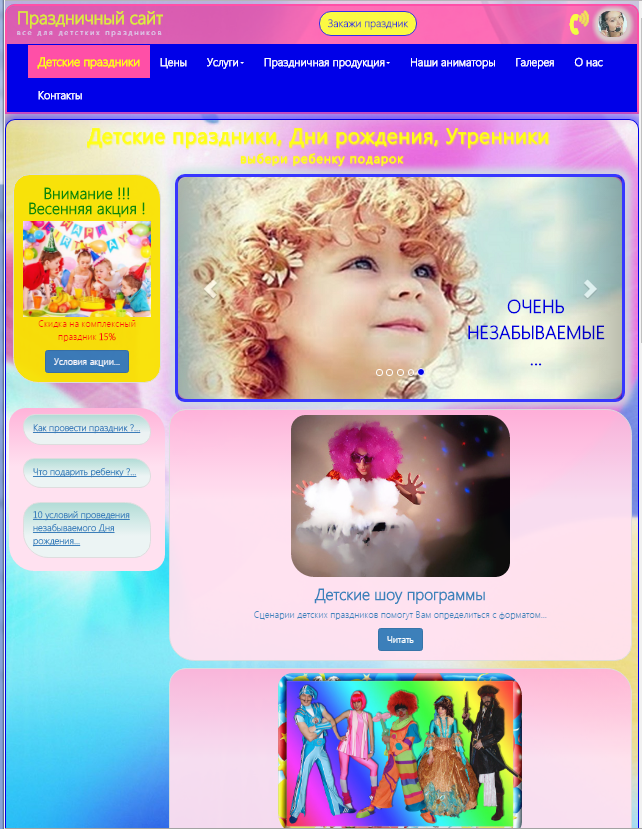 Праздничный сайт
все для детстких праздников
Закажи праздник
Детские праздники Цены Услуги Праздничная продукция Наши аниматоры Галерея О нас
Контакты
Детские праздники, Дни рождения, Утренники
выбери ребенку подарок
Внимание !!!
Весенняя акция !
Скидка на комплексный
праздник 15%
Условия акции...
ОЧЕНЬ
НЕЗАБЫВАЕМЫЕ
...
Как провести праздник ?...
Что подарить ребенку ?...
10 условий проведения
незабываемого Дня
рождения...
Детские шоу программы
Сценарии детских праздников помогут Вам определиться с форматом...
Читать